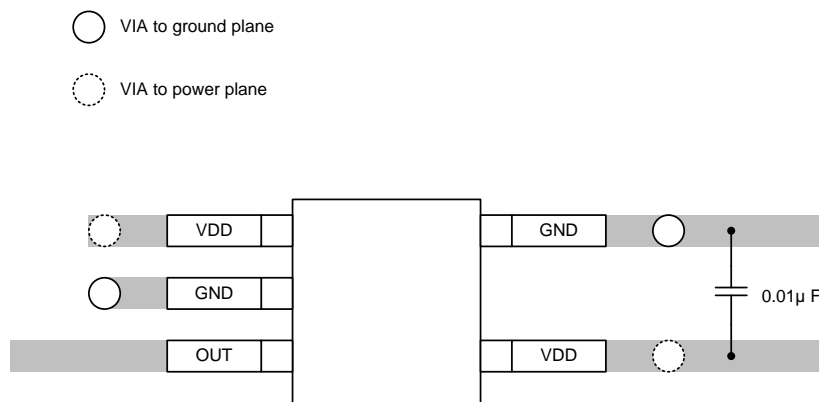 VIA to ground plane
VIA to power plane
VDD
GND
GND
0.01µ F
OUT
VDD